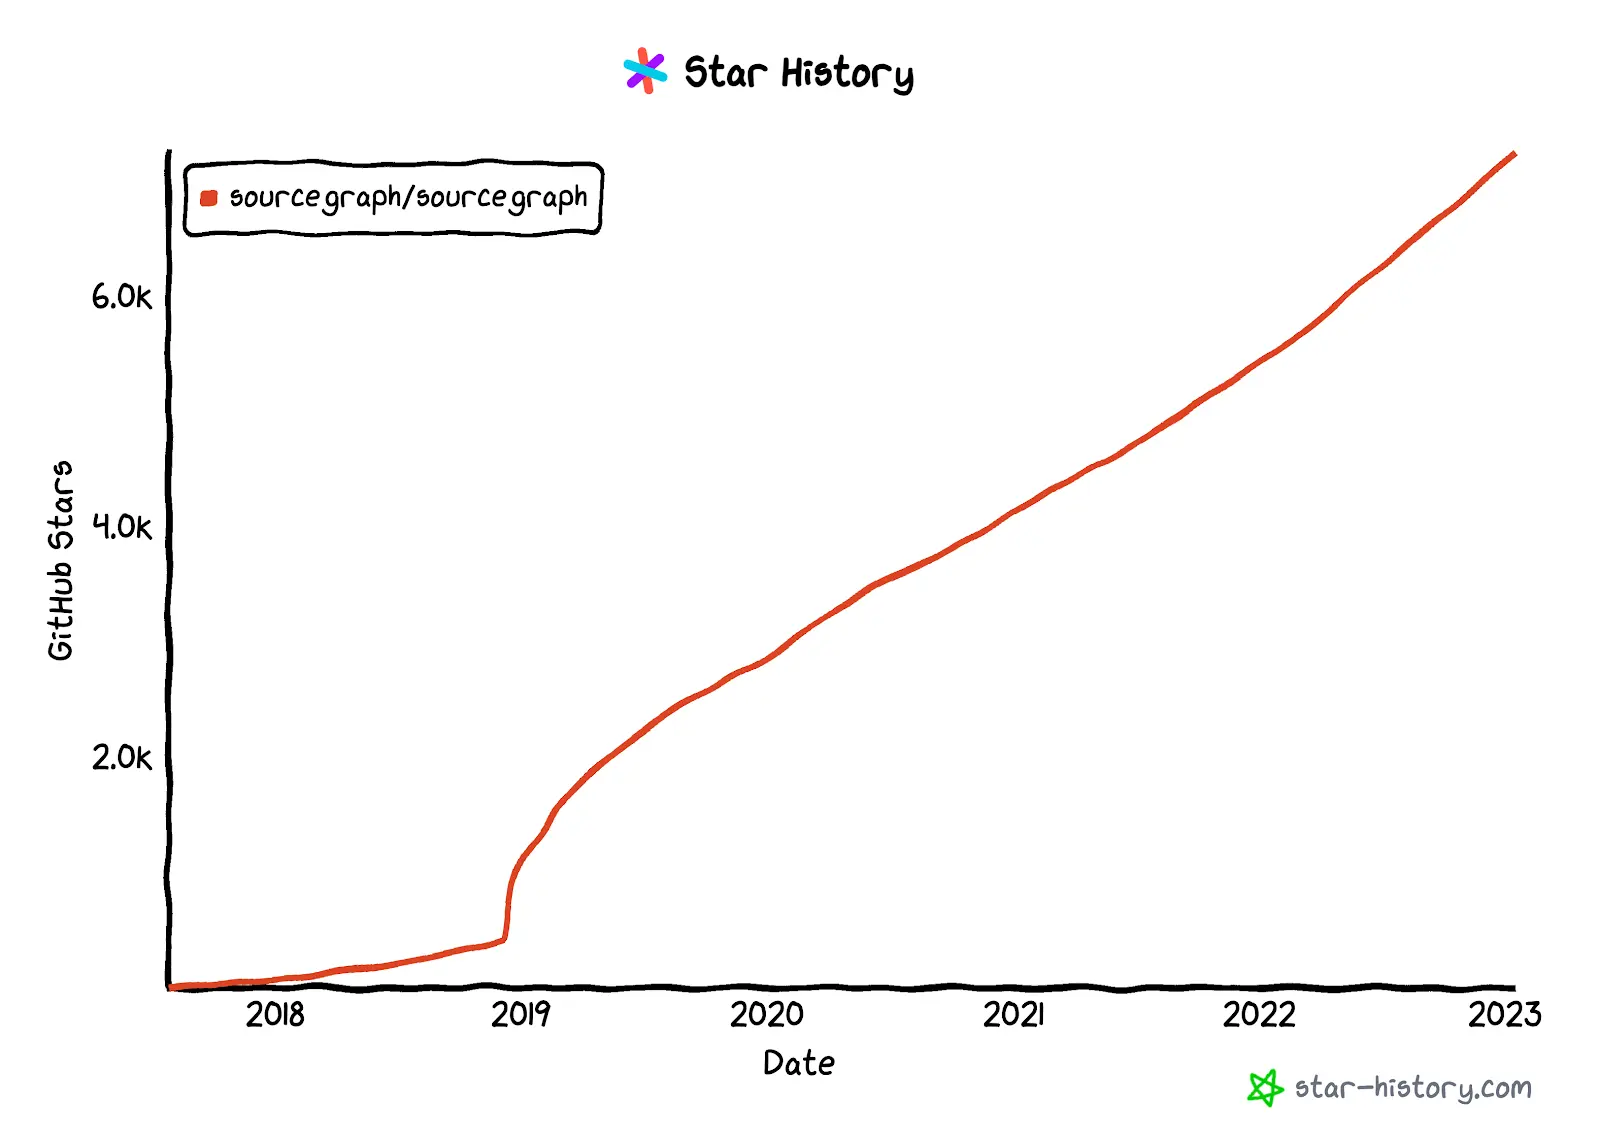 Star History
sourcegraph/sourcegraph
6.0k
4.0k
2.0k
GitHub Stars
2018 2019 2020 2021 2022 2023
Date
star-history.com